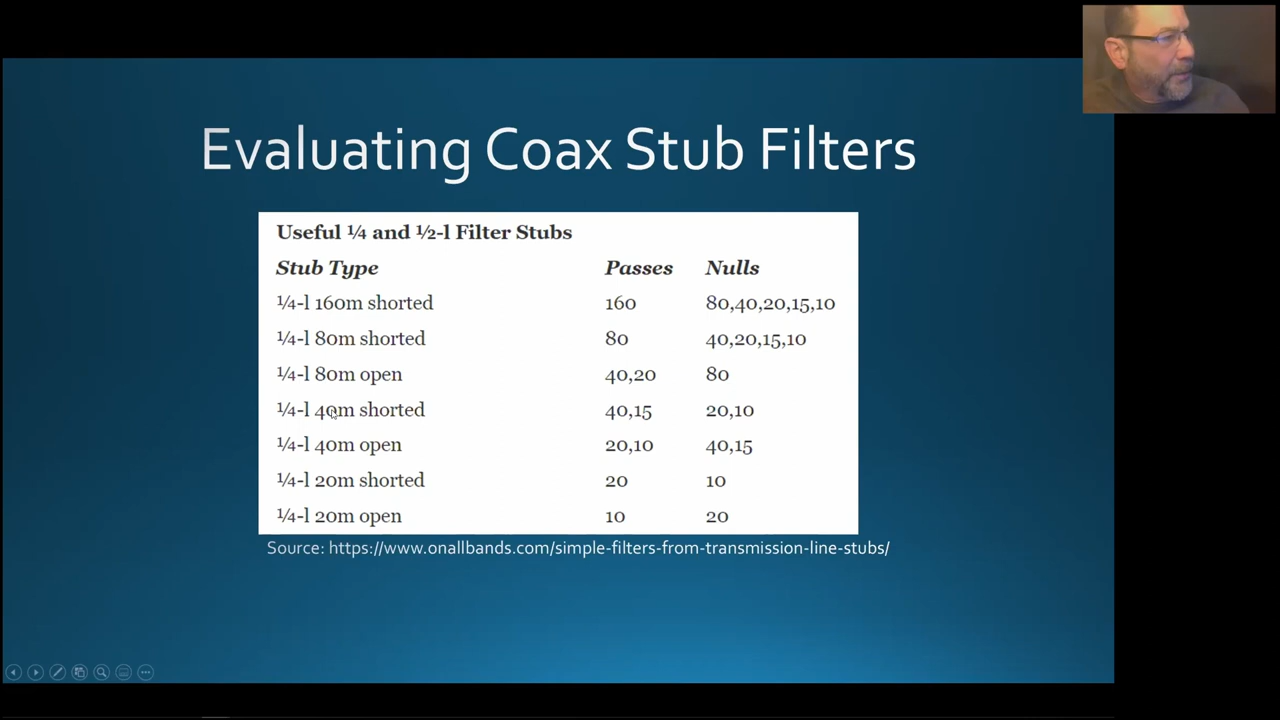 Evaluating Coax Stub Filters
Useful ¼ and ½-l Filter Stubs
Stub Type Passes Nulls
¼-l 160m shorted 160 80,40,20,15,10
¼-l 80m shorted 80 40,20,15,10
¼-l 80m open 40,20 80
¼-l 40m shorted 40,15 20,10
¼-l 40m open 20,10 40,15
¼-l 20m shorted 20 10
¼-l 20m open 10 20
Source: https://www.onallbands.com/simple-filters-from-transmission-line-stubs/